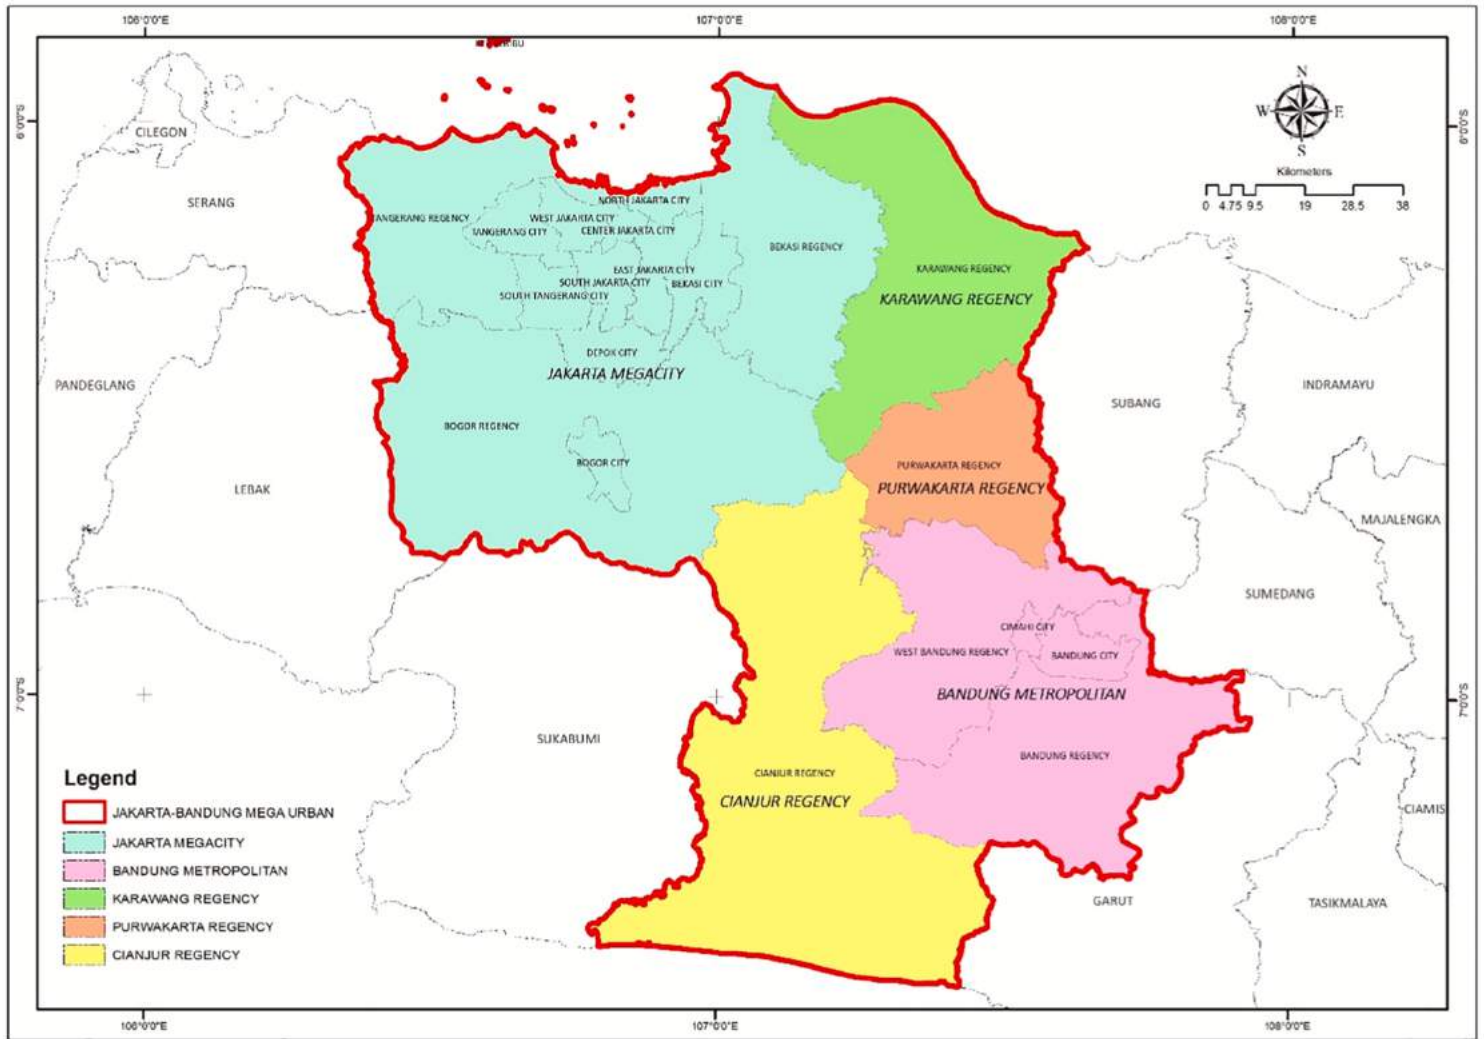 106°0'0"E 107°0'0"E 108°0'0"E
6°0'0"S 6°0'0"S
N
W E
S
Kilometers
0 4.75 9.5 19 28.5 38
CILEGON
SERANG
NORTH JAKARTA CITY
TANGERANG REGENCY
WEST JAKARTA CITY
TANGERANG CITY
CENTER JAKARTA CITY
BEKASI REGENCY
EAST JAKARTA CITY
SOUTH JAKARTA CITY
BEKASI CITY
SOUTH TANGERANG CITY
KARAWANG REGENCY
KARAWANG REGENCY
DEPOK CITY
JAKARTA MEGACITY
PANDEGLANG
INDRAMAYU
SUBANG
BOGOR REGENCY
BOGOR CITY
PURWAKARTA REGENCY
PURWAKARTA REGENCY
LEBAK
MAJALENGKA
SUMEDANG
CIMAHI CITY
WEST BANDUNG REGENCY
BANDUNG CITY
BANDUNG METROPOLITAN
7°0'0"S 7°0'0"S
SUKABUMI
BANDUNG REGENCY
CIANJUR REGENCY
CIANJUR REGENCY
CIAMIS
GARUT
TASIKMALAYA
Legend
JAKARTA-BANDUNG MEGA URBAN
JAKARTA MEGACITY
BANDUNG METROPOLITAN
KARAWANG REGENCY
PURWAKARTA REGENCY
CIANJUR REGENCY
106°0'0"E 107°0'0"E 108°0'0"E